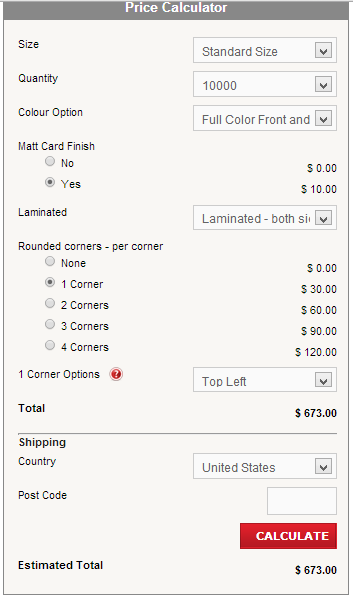 Price Calculator
Size Standard Size
Quantity 10000
Colour Option Full Color Front and
Matt Card Finish
No $ 0.00
Yes $ 10.00
Laminated Laminated - both si
Rounded corners - per corner
None $ 0.00
1 Corner $ 30.00
2 Corners $ 60.00
3 Corners $ 90.00
4 Corners $ 120.00
1 Corner Options ? Top Left
Total $ 673.00
Shipping
Country United States
Post Code
CALCULATE
Estimated Total $ 673.00